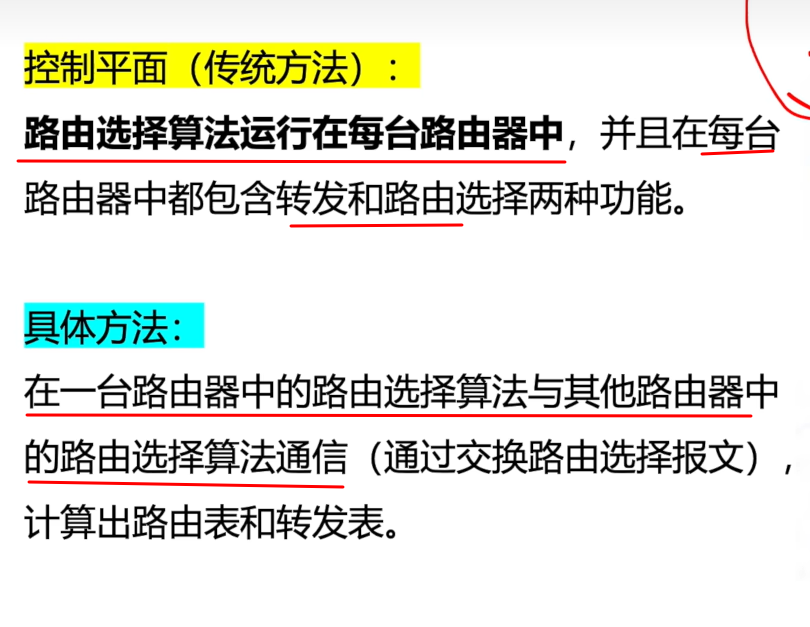 控制平面（传统方法）：
路由选择算法运行在每台路由器中，并且在每台
路由器中都包含转发和路由选择两种功能。
具体方法：
在一台路由器中的路由选择算法与其他路由器中
的路由选择算法通信（通过交换路由选择报文），
计算出路由表和转发表。